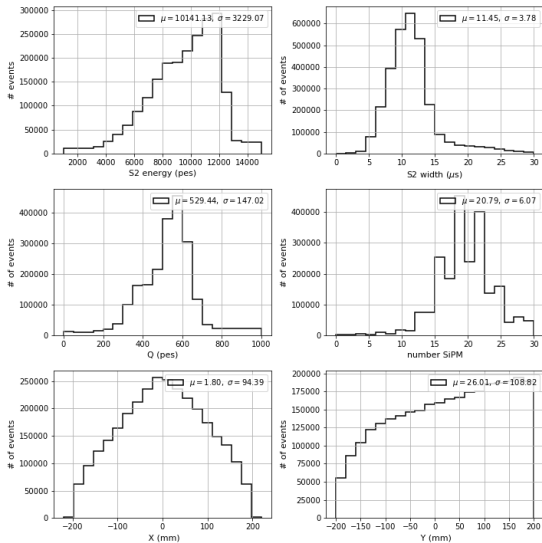 μ = 10141.13, σ = 3229.07
300000
250000
200000
150000
100000
50000
0
# events
2000 4000 6000 8000 10000 12000 14000
S2 energy (pes)
μ = 11.45, σ = 3.78
600000
500000
400000
300000
200000
100000
0
# of events
0 5 10 15 20 25 30
S2 width (μs)
μ = 529.44, σ = 147.02
400000
300000
200000
100000
0
# of events
0 200 400 600 800 1000
Q (pes)
μ = 20.79, σ = 6.07
400000
300000
200000
100000
0
# of events
0 5 10 15 20 25 30
number SiPM
μ = 1.80, σ = 94.39
250000
200000
150000
100000
50000
0
# of events
−200 −100 0 100 200
X (mm)
μ = 26.01, σ = 108.82
200000
175000
150000
125000
100000
75000
50000
25000
0
# of events
−200 −150 −100 −50 0 50 100 150 200
Y (mm)